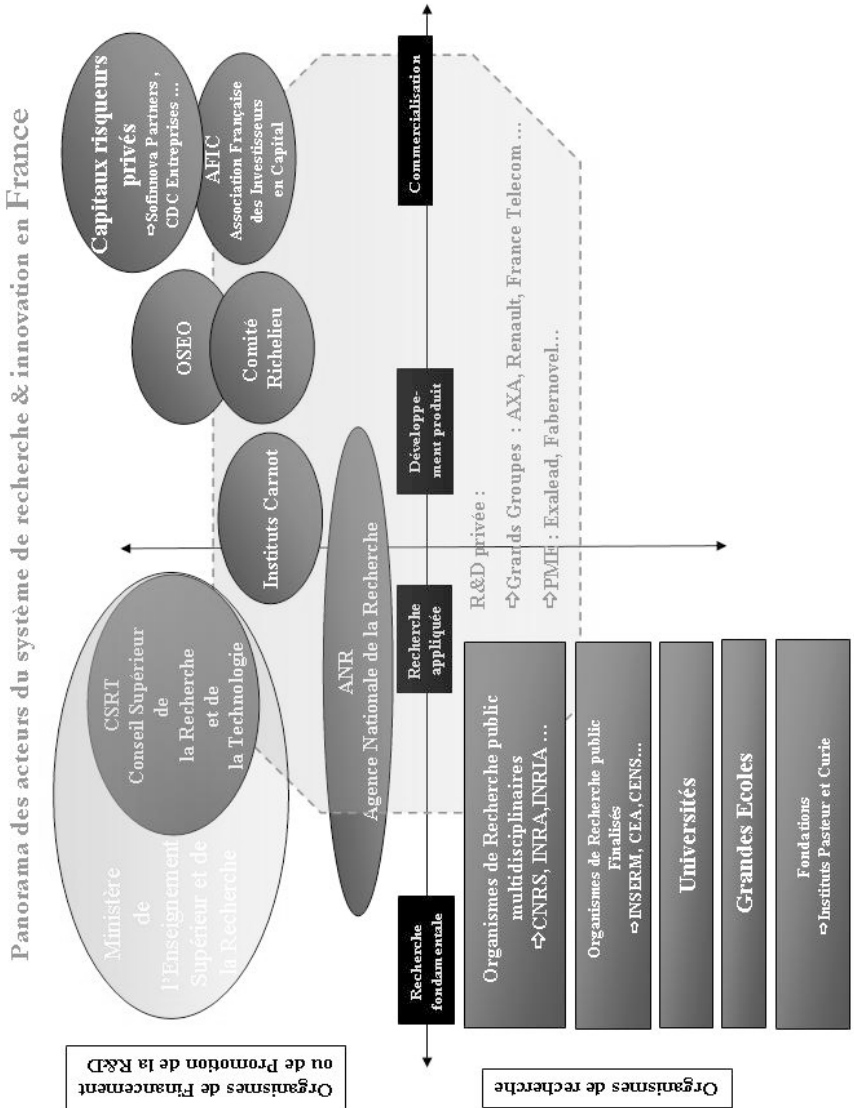 Panorama des acteurs du système de recherche & innovation en France
Organismes de Financement
ou de Promotion de la R&D
Ministère
de
l'Enseignement
Supérieur et de
la Recherche
CSRT
Conseil Supérieur
de
la Recherche
et de
la Technologie
ANR
Agence Nationale de la Recherche
Instituts Carnot
OSEO
Comité
Richelieu
Capitaux risqueurs
privés
⇨Sofinnova Partners ,
CDC Entreprises ...
AFIC
Association Française
des Investisseurs
en Capital
Recherche
fondamentale
Recherche
appliquée
Développe-
ment produit
Commercialisation
Organismes de recherche
Organismes de Recherche public
multidisciplinaires
⇨CNRS, INRA,INRIA ...
Organismes de Recherche public
Finalisés
⇨INSERM, CEA,CENS...
Universités
Grandes Ecoles
Fondations
⇨Instituts Pasteur et Curie
R&D privée :
⇨Grands Groupes : AXA, Renault, France Telecom ...
⇨PME : Exalead, Fabernovel...